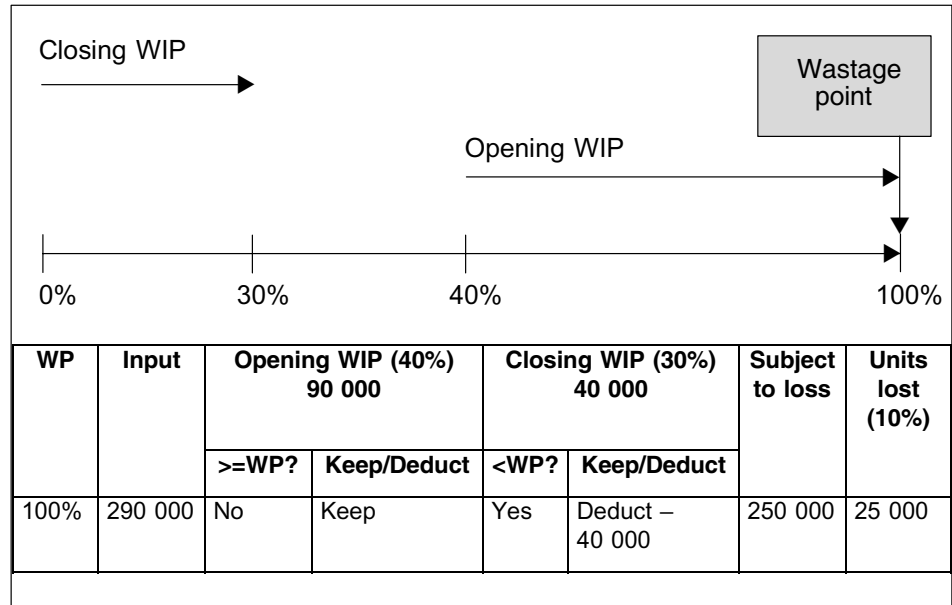 Closing WIP
Wastage
point
Opening WIP
0% 30% 40% 100%
WP Input Opening WIP (40%) Closing WIP (30%) Subject Units
90 000 40 000 to loss lost
(10%)
>=WP? Keep/Deduct <WP? Keep/Deduct
100% 290 000 No Keep Yes Deduct – 250 000 25 000
40 000